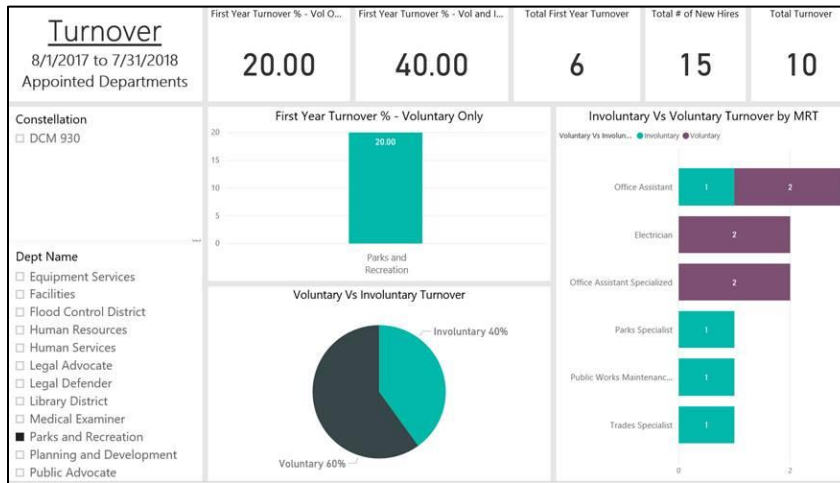 Turnover
8/1/2017 to 7/31/2018
Appointed Departments
First Year Turnover % - Vol O...
20.00
First Year Turnover % - Vol and I...
40.00
Total First Year Turnover
6
Total # of New Hires
15
Total Turnover
10
Constellation
DCM 930
Dept Name
Equipment Services
Facilities
Flood Control District
Human Resources
Human Services
Legal Advocate
Legal Defender
Library District
Medical Examiner
Parks and Recreation
Planning and Development
Public Advocate
First Year Turnover % - Voluntary Only
20
15
10
5
0
20.00
Parks and
Recreation
Voluntary Vs Involuntary Turnover
Involuntary 40%
Voluntary 60%
Involuntary Vs Voluntary Turnover by MRT
Voluntary Vs Involun... Involuntary Voluntary
Office Assistant 1 2
Electrician 2
Office Assistant Specialized 2
Parks Specialist 1
Public Works Maintenanc... 1
Trades Specialist 1
0 2